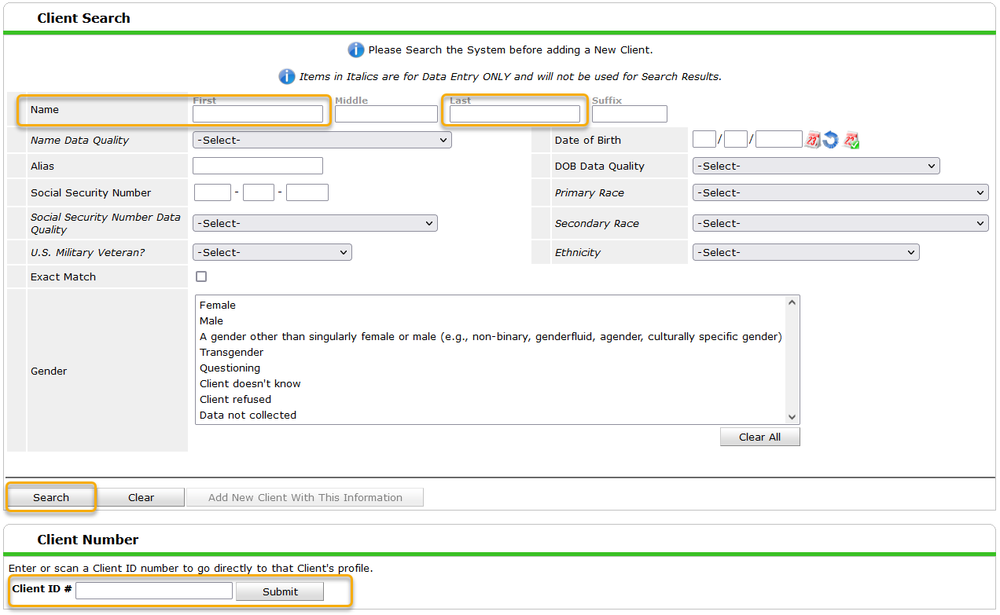 Client Search
Please Search the System before adding a New Client.
Items in Italics are for Data Entry ONLY and will not be used for Search Results.
Name First Middle Last Suffix
Name Data Quality -Select- Date of Birth / / 23 23
Alias DOB Data Quality -Select-
Social Security Number - - Primary Race -Select-
Social Security Number Data
Quality -Select- Secondary Race -Select-
U.S. Military Veteran? -Select- Ethnicity -Select-
Exact Match
Gender
Female
Male
A gender other than singularly female or male (e.g., non-binary, genderfluid, agender, culturally specific gender)
Transgender
Questioning
Client doesn't know
Client refused
Data not collected
Clear All
Search Clear Add New Client With This Information
Client Number
Enter or scan a Client ID number to go directly to that Client's profile.
Client ID # Submit